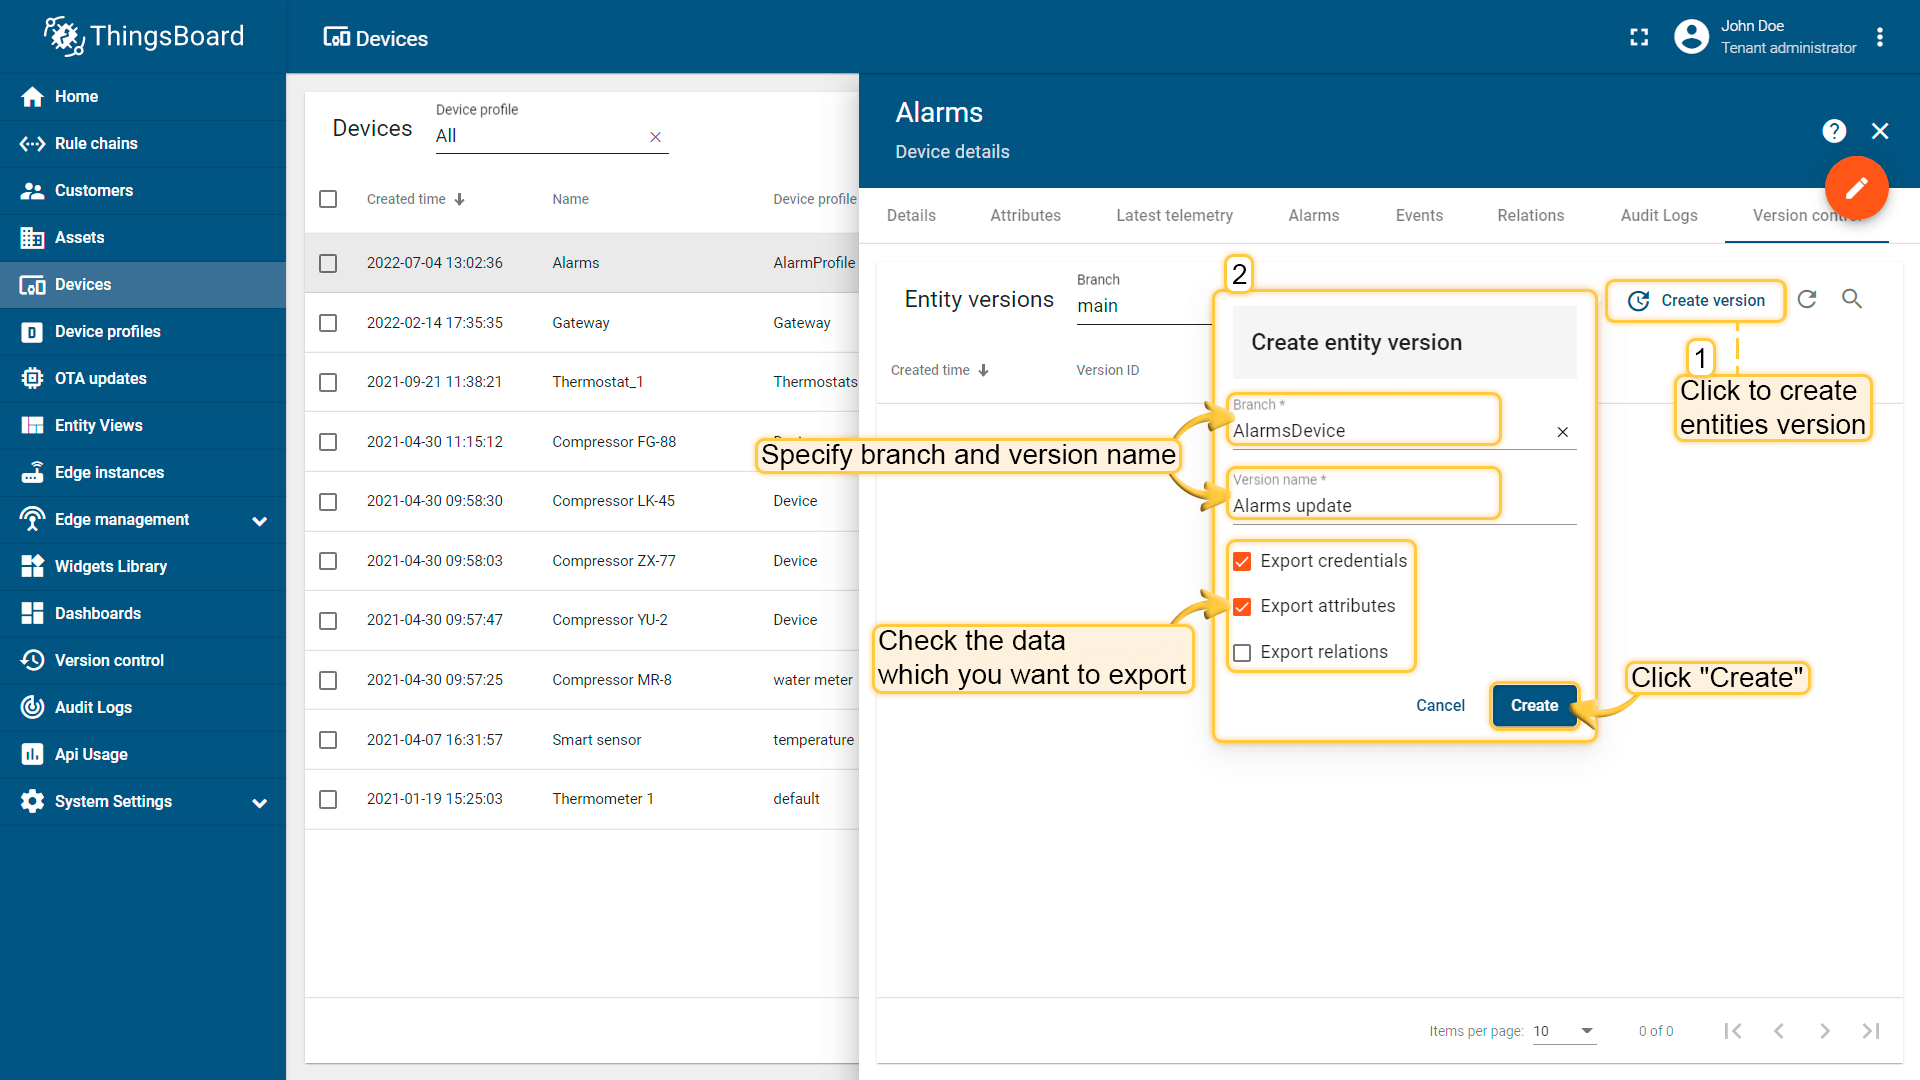 ThingsBoard
Devices
John Doe
Tenant administrator
Home
Rule chains
Customers
Assets
Devices
Device profiles
OTA updates
Entity Views
Edge instances
Edge management
Widgets Library
Dashboards
Version control
Audit Logs
Api Usage
System Settings
Devices
Device profile
All
Created time Name Device profile
2022-07-04 13:02:36 Alarms AlarmProfile
2022-02-14 17:35:35 Gateway Gateway
2021-09-21 11:38:21 Thermostat_1 Thermostats
2021-04-30 11:15:12 Compressor FG-88
2021-04-30 09:58:30 Compressor LK-45 Device
2021-04-30 09:58:03 Compressor ZX-77 Device
2021-04-30 09:57:47 Compressor YU-2 Device
2021-04-30 09:57:25 Compressor MR-8 water meter
2021-04-07 16:31:57 Smart sensor temperature
2021-01-19 15:25:03 Thermometer 1 default
Alarms
Device details
Details Attributes Latest telemetry Alarms Events Relations Audit Logs Version contro
Entity versions
Branch
main
Create version
Created time Version ID
1
Click to create
entities version
2
Create entity version
Branch *
AlarmsDevice
Specify branch and version name
Version name *
Alarms update
Export credentials
Export attributes
Export relations
Check the data
which you want to export
Cancel
Create
Click "Create"
Items per page: 10
0 of 0